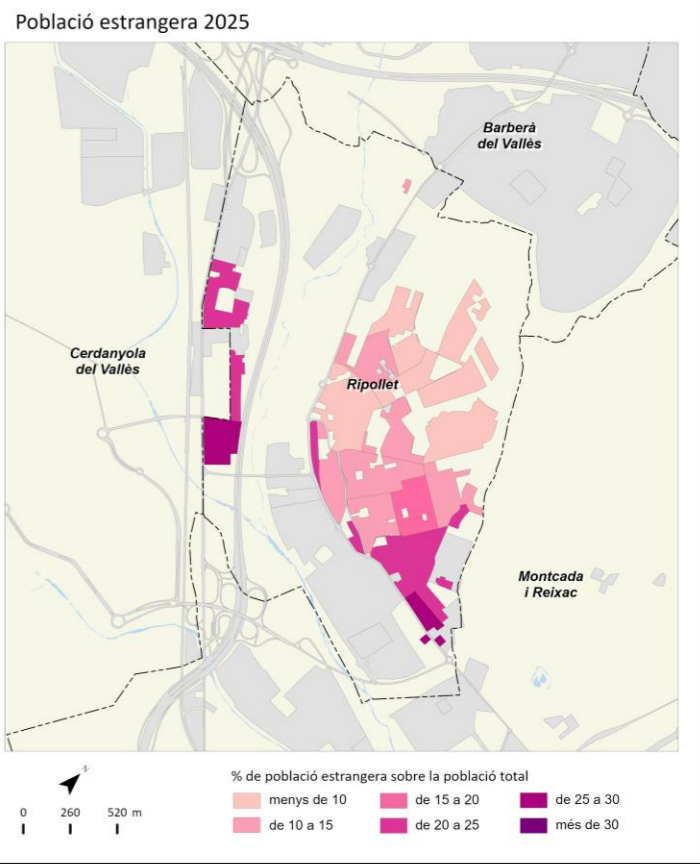 Població estrangera 2025
Barberà
del Vallès
Cerdanyola
del Vallès
Ripollet
Montcada
i Reixac
N
% de població estrangera sobre la població total
0 260 520 m
menys de 10
de 15 a 20
de 25 a 30
de 10 a 15
de 20 a 25
més de 30